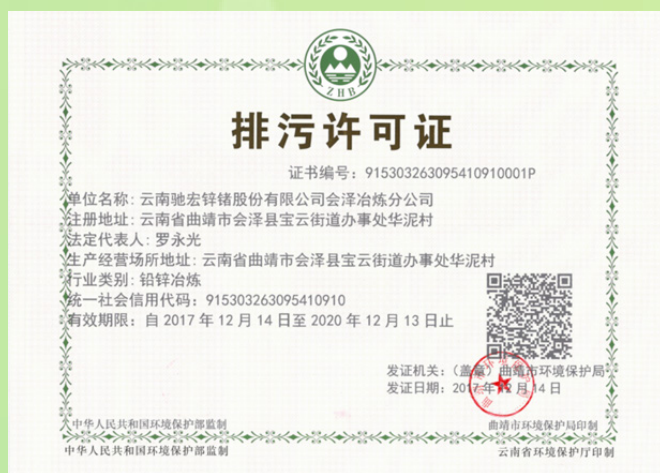 ZHB
排污许可证
证书编号：915303263095410910001P
单位名称：云南驰宏锌锗股份有限公司会泽冶炼分公司
注册地址：云南省曲靖市会泽县宝云街道办事处华泥村
法定代表人：罗永光
生产经营场所地址：云南省曲靖市会泽县宝云街道办事处华泥村
行业类别：铅锌冶炼
统一社会信用代码：915303263095410910
有效期限：自 2017 年 12 月 14 日至 2020 年 12 月 13 日止
发证机关：（盖章）曲靖市环境保护局
发证日期：2017 年 12 月 14 日
中华人民共和国环境保护部监制 曲靖市环境保护局印制
中华人民共和国环境保护部监制 云南省环境保护厅印制